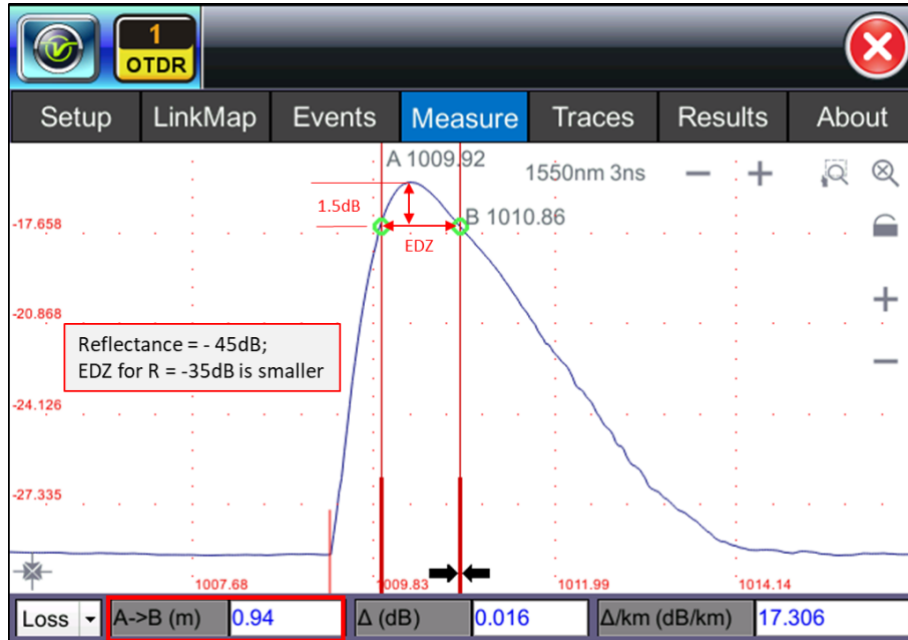 1
OTDR
Setup LinkMap Events Measure Traces Results About
A 1009.92
1550nm 3ns
1.5dB
-17.658
B 1010.86
EDZ
-20.868
Reflectance = - 45dB;
EDZ for R = -35dB is smaller
-24.126
-27.335
1007.68 1009.83 1011.99 1014.14
Loss A->B (m) 0.94 Δ (dB) 0.016 Δ/km (dB/km) 17.306